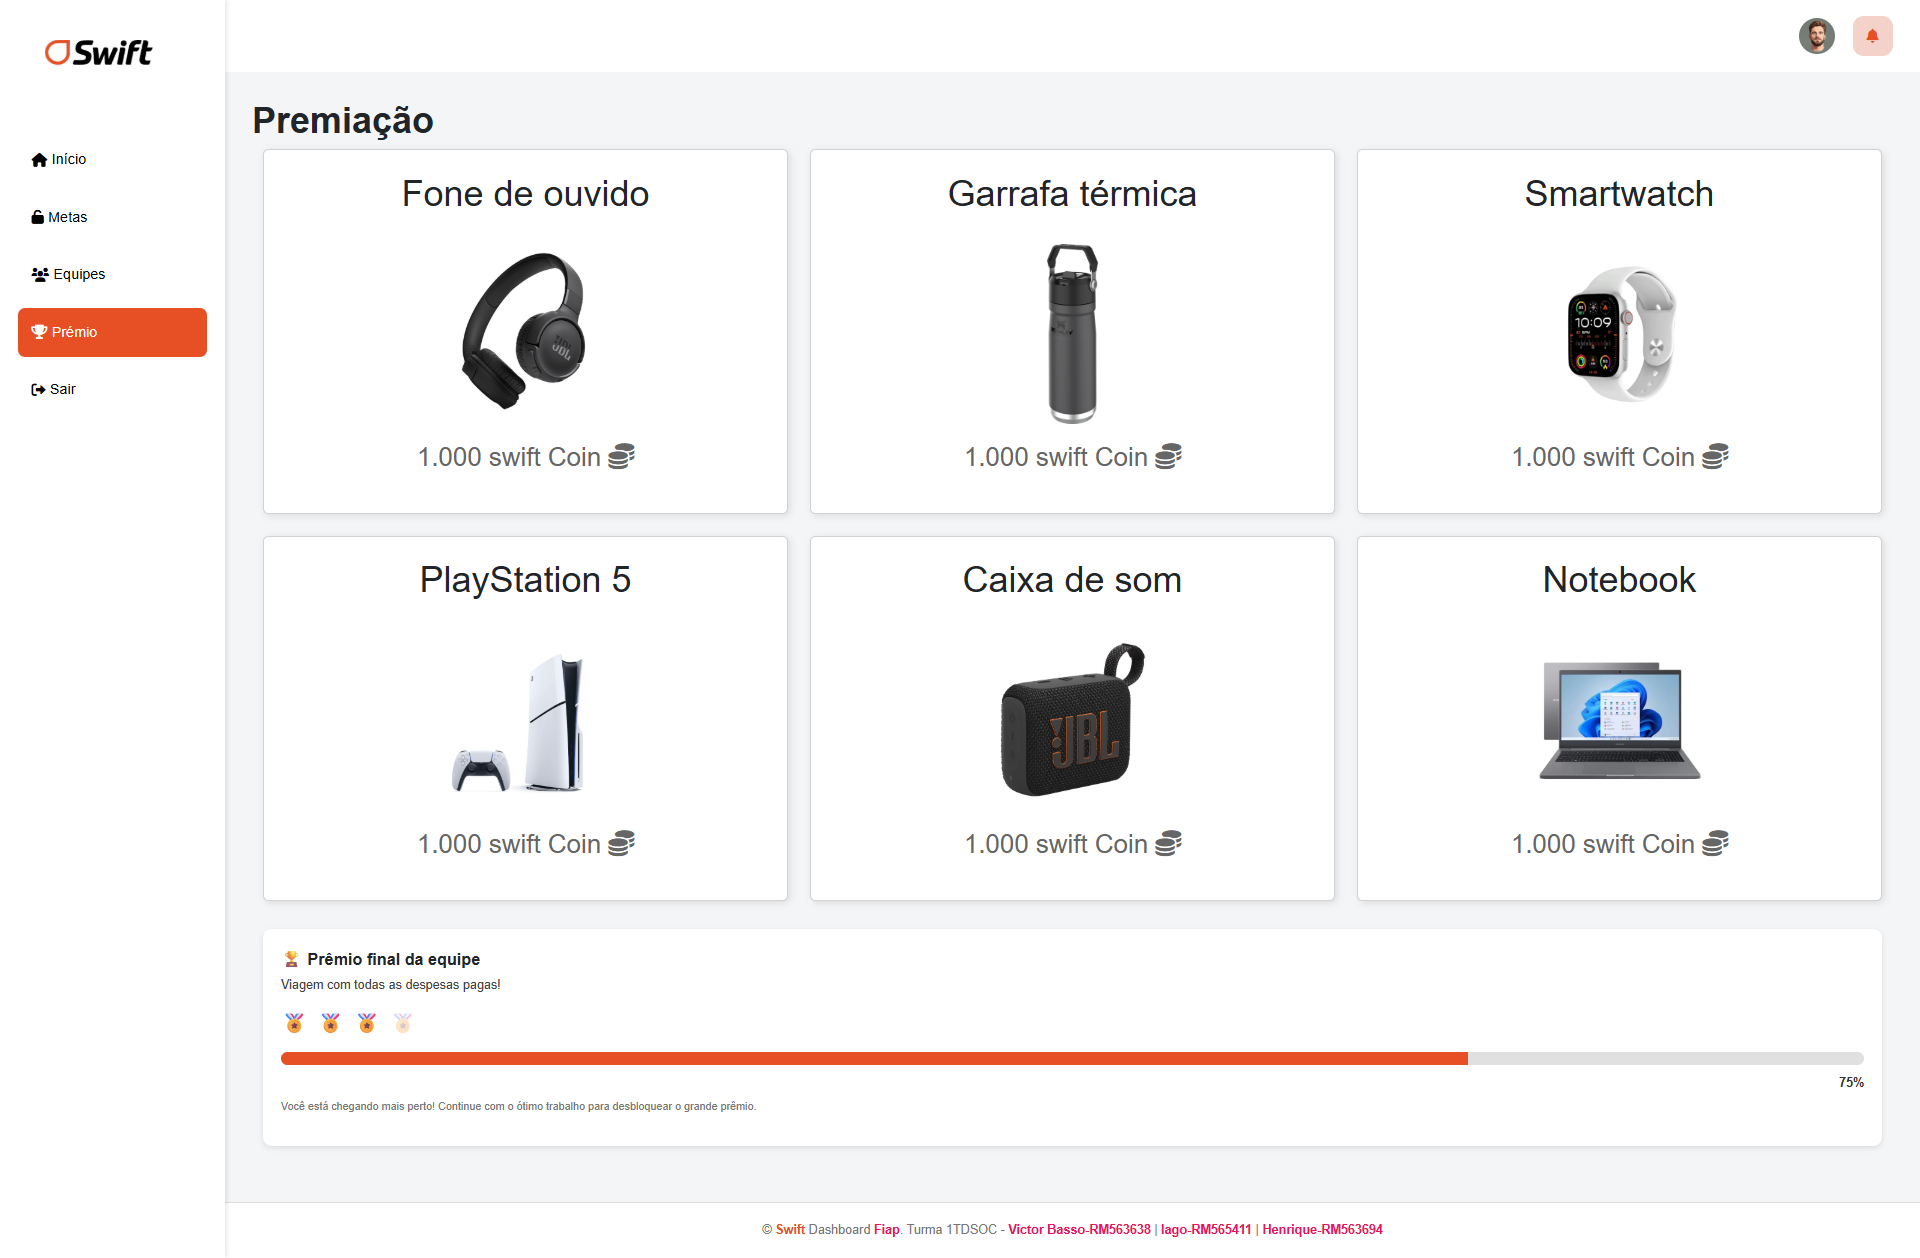 Swift
Início
Metas
Equipes
Prémio
Sair
Premiação
Fone de ouvido
JBL
1.000 swift Coin
Garrafa térmica
1.000 swift Coin
Smartwatch
10:09
1.000 swift Coin
PlayStation 5
1.000 swift Coin
Caixa de som
JBL
1.000 swift Coin
Notebook
1.000 swift Coin
Prêmio final da equipe
Viagem com todas as despesas pagas!
75%
Você está chegando mais perto! Continue com o ótimo trabalho para desbloquear o grande prêmio.
© Swift Dashboard Fiap. Turma 1TDSOC - Victor Basso-RM563638 | Iago-RM565411 | Henrique-RM563694